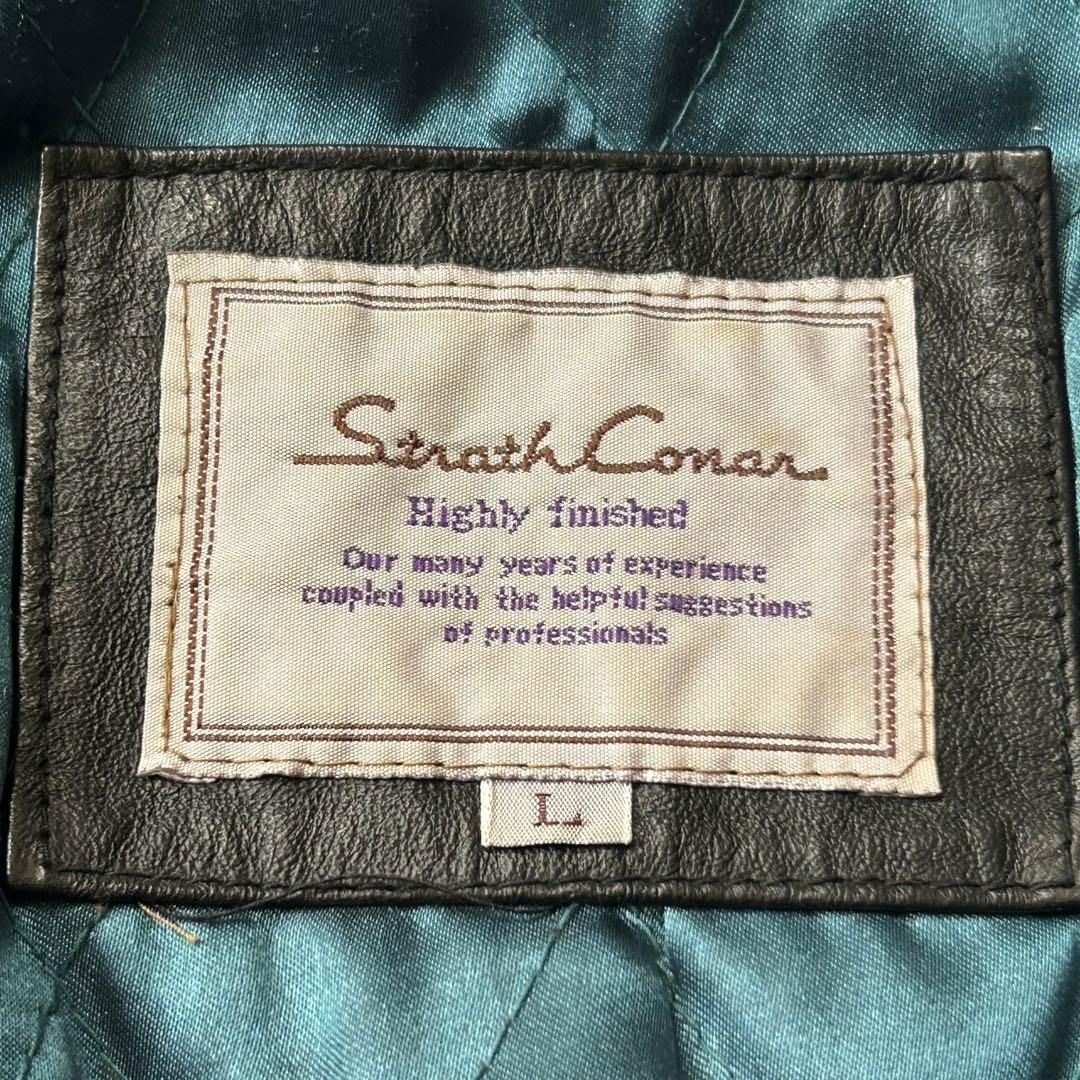 Strath Conar
Highly finished
Our many years of experience
coupled with the helpful suggestions
of professionals
L